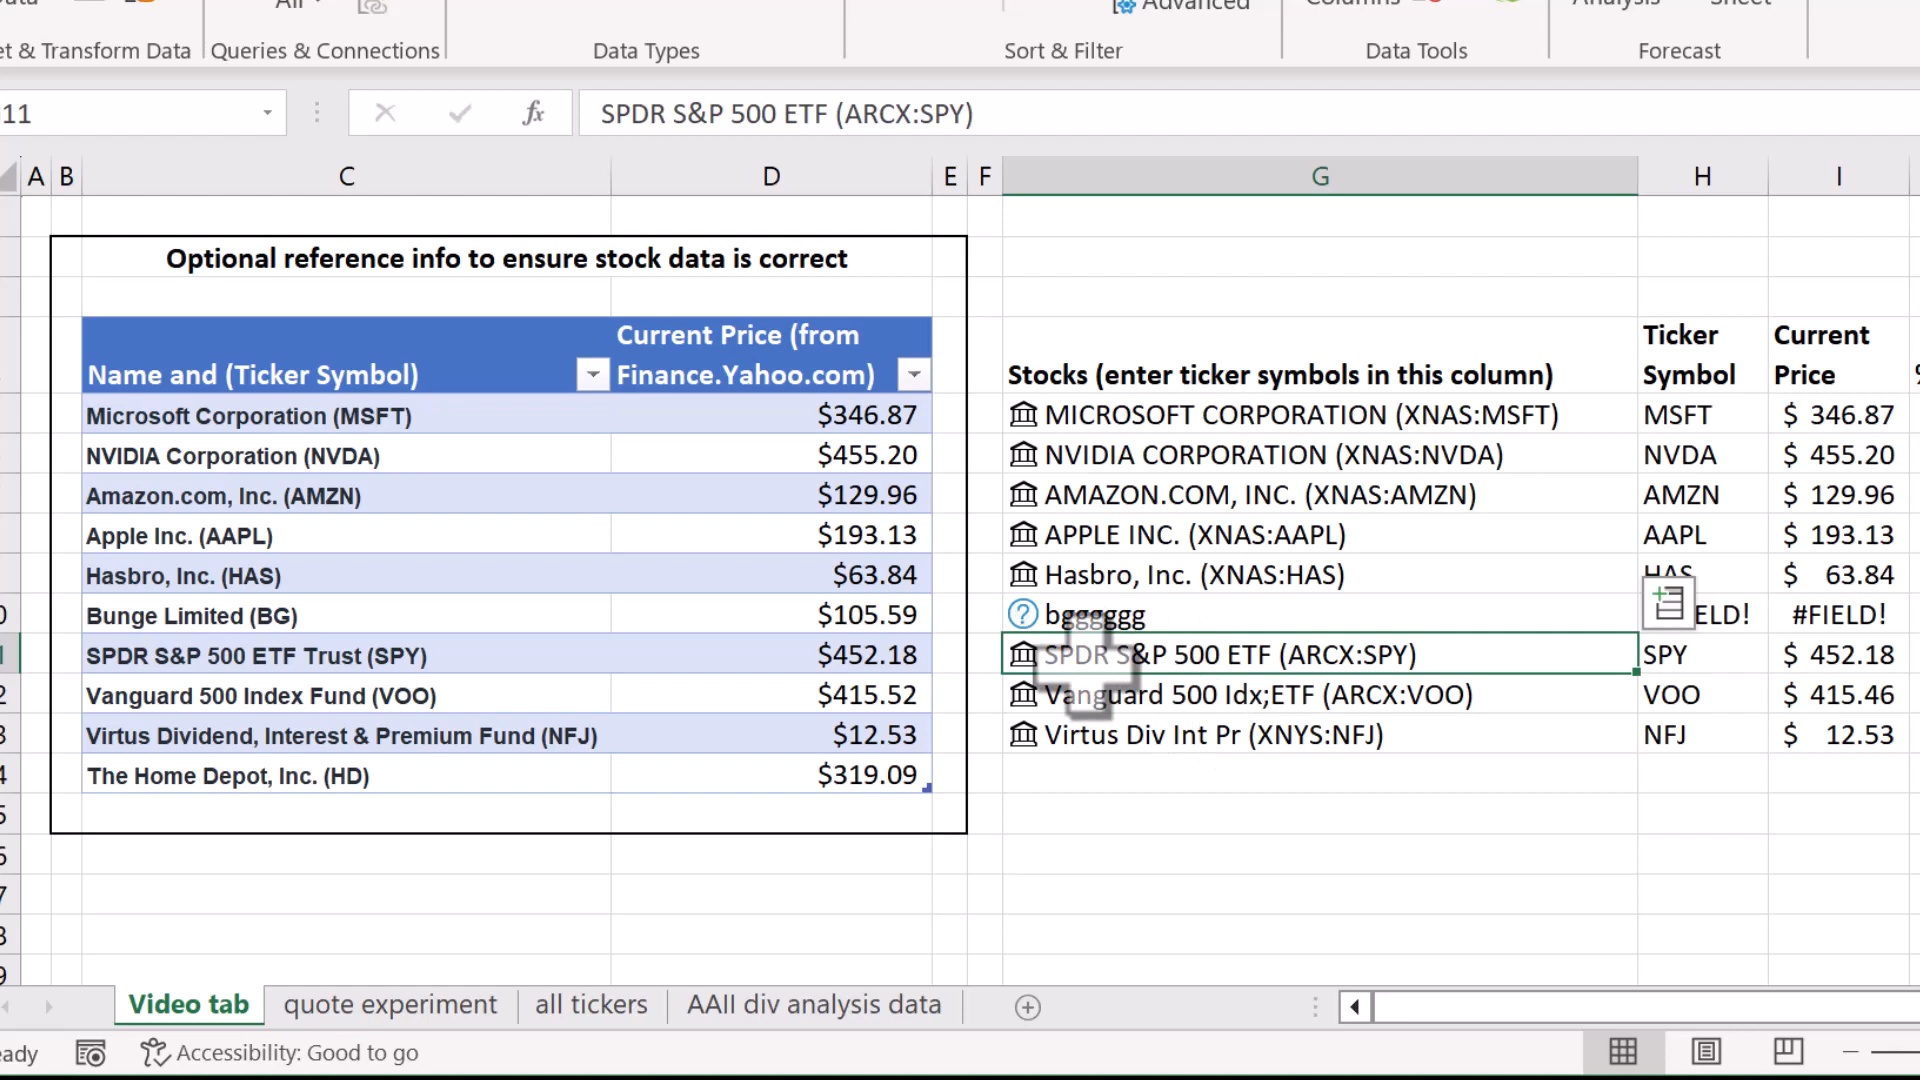 All
Advanced
& Transform Data
Queries & Connections
Data Types
Sort & Filter
Data Tools
Forecast
11
fx
SPDR S&P 500 ETF (ARCX:SPY)
A B C D E F G H I
Optional reference info to ensure stock data is correct
Name and (Ticker Symbol)
Current Price (from
Finance.Yahoo.com)
Stocks (enter ticker symbols in this column)
Ticker
Symbol
Current
Price
Microsoft Corporation (MSFT) $346.87 MICROSOFT CORPORATION (XNAS:MSFT) MSFT $ 346.87
NVIDIA Corporation (NVDA) $455.20 NVIDIA CORPORATION (XNAS:NVDA) NVDA $ 455.20
Amazon.com, Inc. (AMZN) $129.96 AMAZON.COM, INC. (XNAS:AMZN) AMZN $ 129.96
Apple Inc. (AAPL) $193.13 APPLE INC. (XNAS:AAPL) AAPL $ 193.13
Hasbro, Inc. (HAS) $63.84 Hasbro, Inc. (XNAS:HAS) HAS $ 63.84
Bunge Limited (BG) $105.59 bggggggg ELD! #FIELD!
SPDR S&P 500 ETF Trust (SPY) $452.18 SPDR S&P 500 ETF (ARCX:SPY) SPY $ 452.18
Vanguard 500 Index Fund (VOO) $415.52 Vanguard 500 Idx;ETF (ARCX:VOO) VOO $ 415.46
Virtus Dividend, Interest & Premium Fund (NFJ) $12.53 Virtus Div Int Pr (XNYS:NFJ) NFJ $ 12.53
The Home Depot, Inc. (HD) $319.09
Video tab quote experiment all tickers AAII div analysis data
Accessibility: Good to go